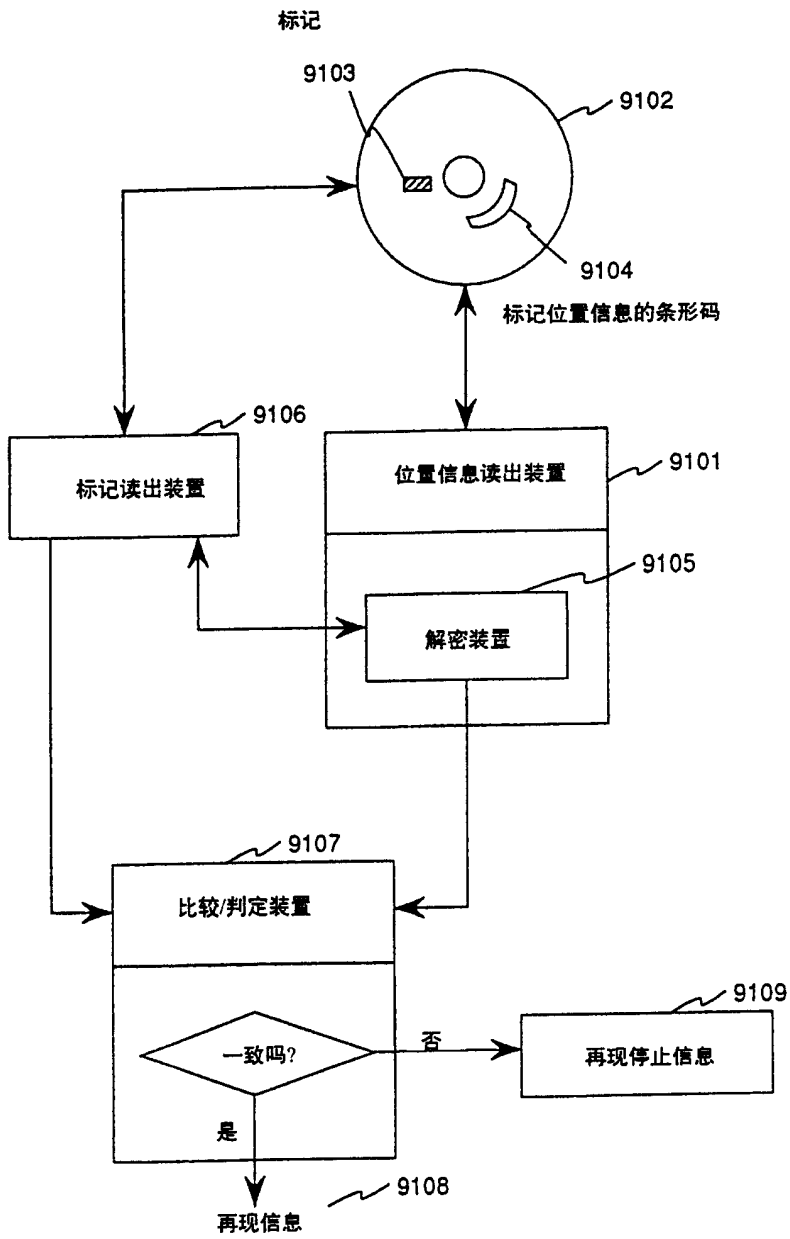 标记
9103
9102
9104
标记位置信息的条形码
9106
标记读出装置
位置信息读出装置
9101
9105
解密装置
9107
比较/判定装置
一致吗?
否
9109
再现停止信息
是
9108
再现信息